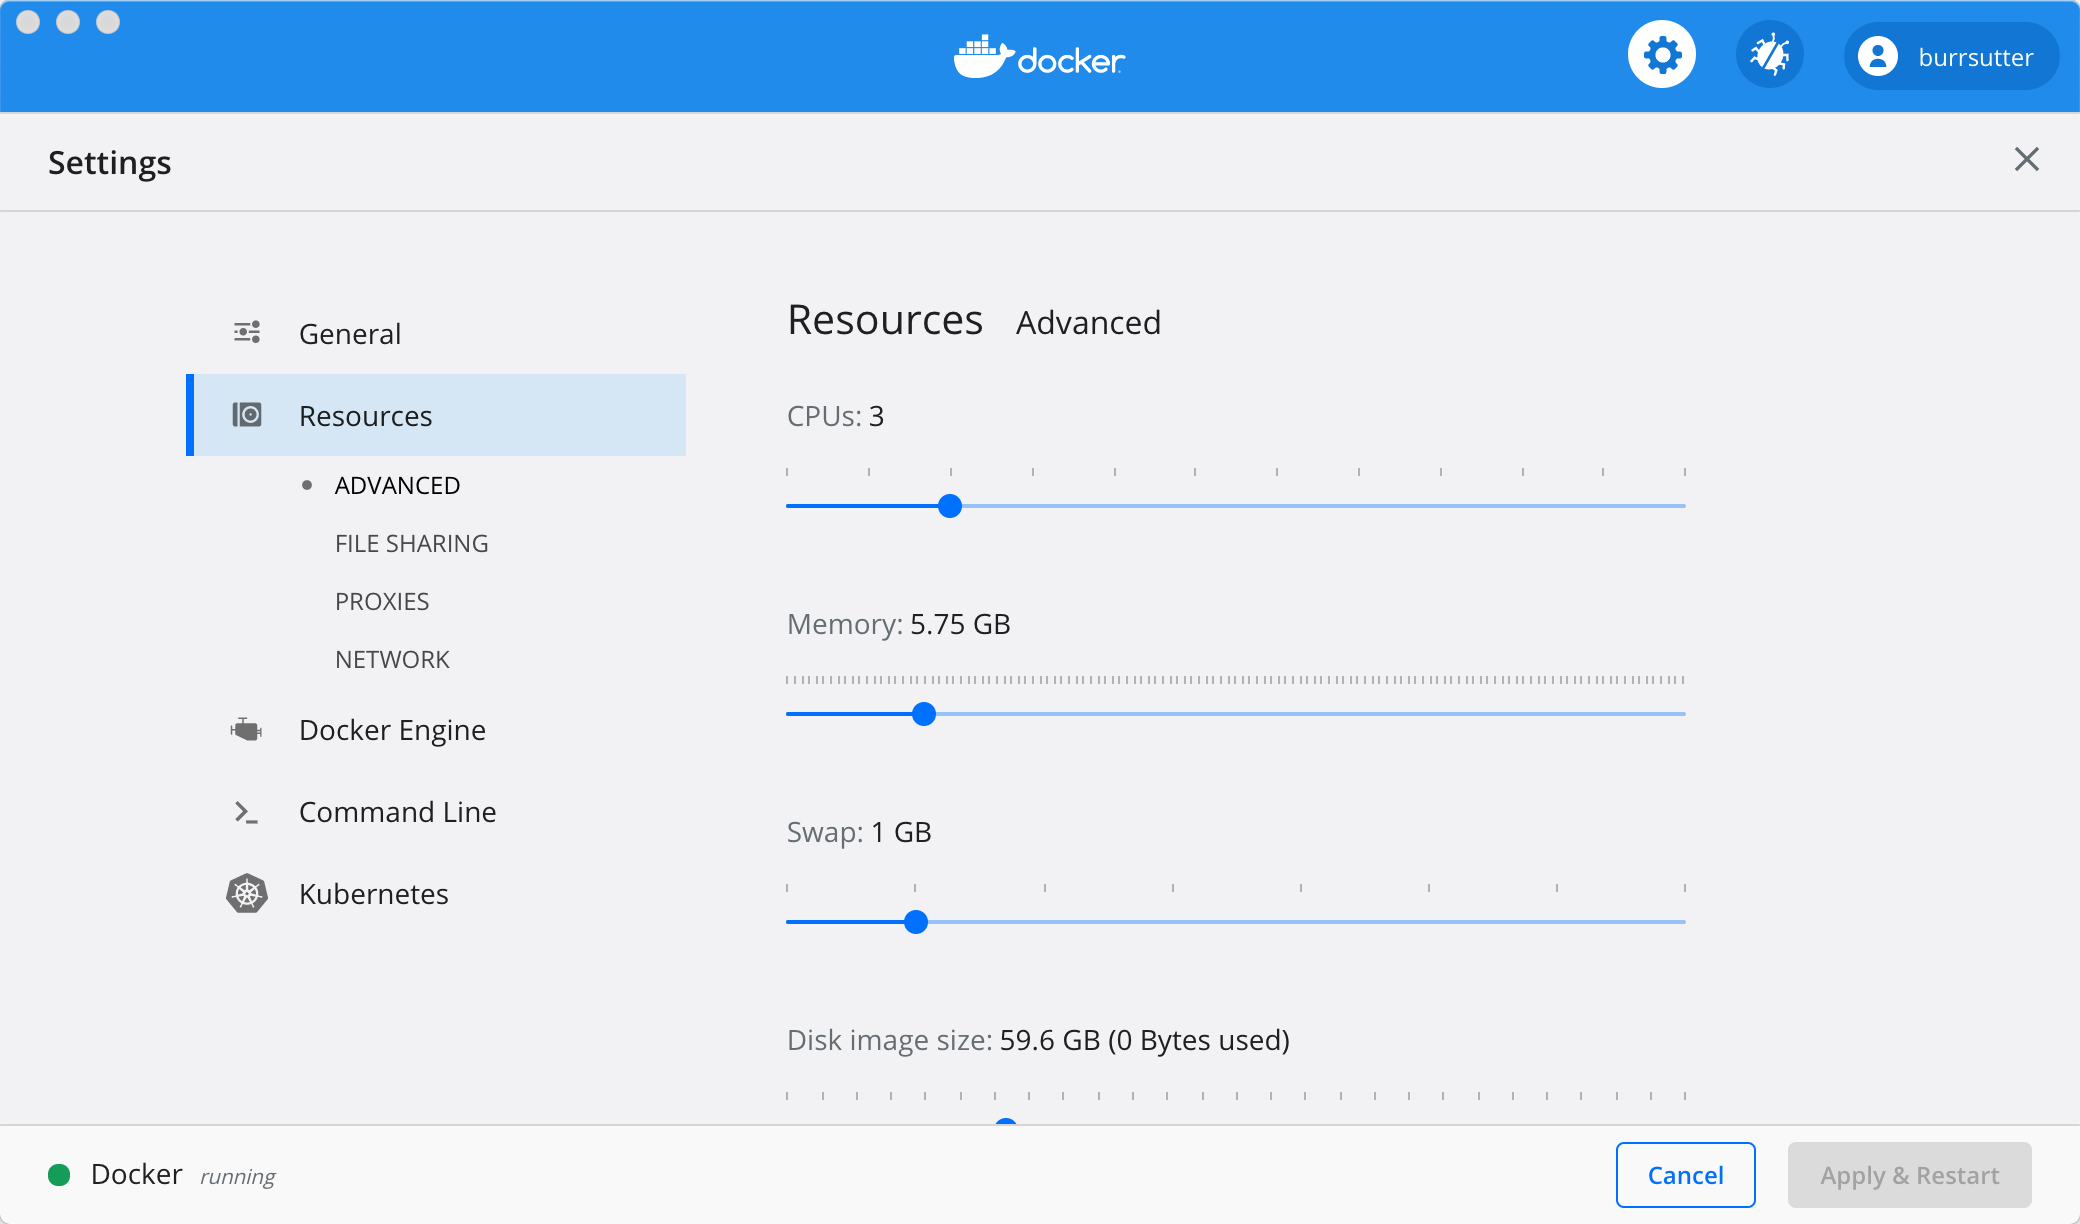 docker
burrsutter
Settings
General
Resources
ADVANCED
FILE SHARING
PROXIES
NETWORK
Docker Engine
Command Line
Kubernetes
Resources Advanced
CPUs: 3
Memory: 5.75 GB
Swap: 1 GB
Disk image size: 59.6 GB (0 Bytes used)
Docker running
Cancel
Apply & Restart